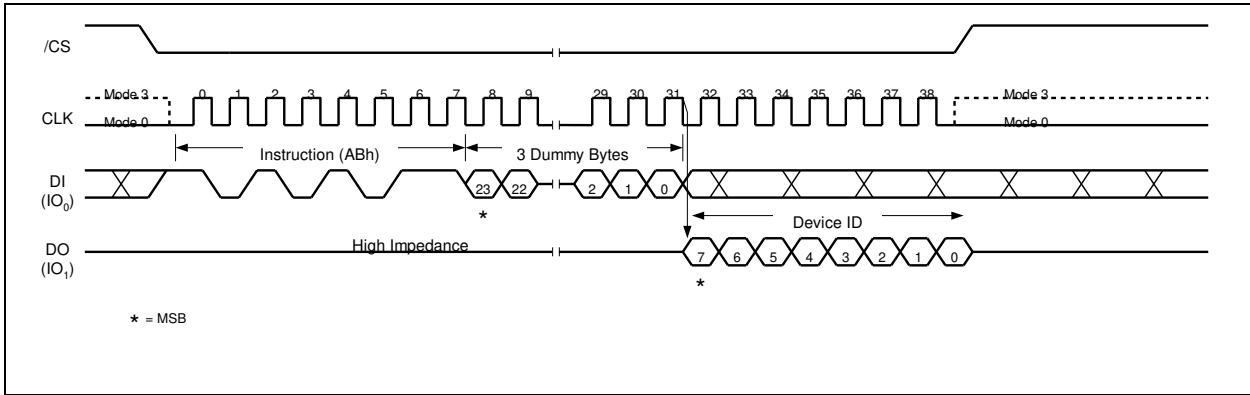 /CS
Mode 3
0 1 2 3 4 5 6 7 8 9 29 30 31 32 33 34 35 36 37 38
Mode 3
CLK
Mode 0
Mode 0
Instruction (ABh)
3 Dummy Bytes
DI
(IO0)
23 22 2 1 0
*
Device ID
High Impedance
DO
(IO1)
7 6 5 4 3 2 1 0
*
* = MSB